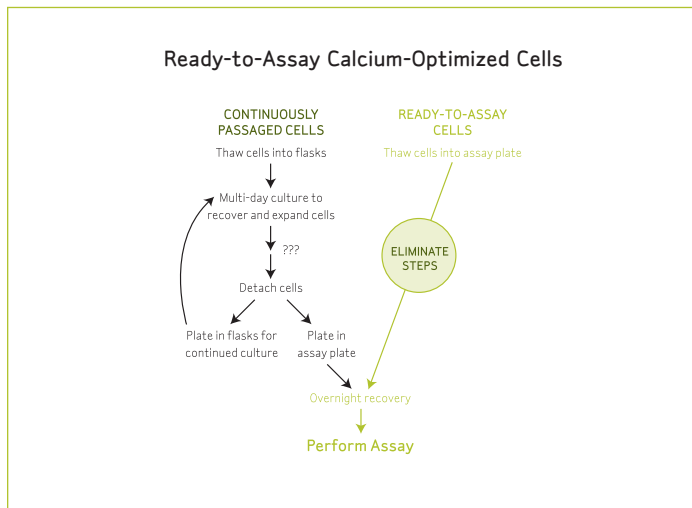 Ready-to-Assay Calcium-Optimized Cells
CONTINUOUSLY
PASSAGED CELLS
Thaw cells into flasks
Multi-day culture to
recover and expand cells
???
Detach cells
Plate in flasks for
continued culture
Plate in
assay plate
READY-TO-ASSAY
CELLS
Thaw cells into assay plate
ELIMINATE
STEPS
Overnight recovery
Perform Assay